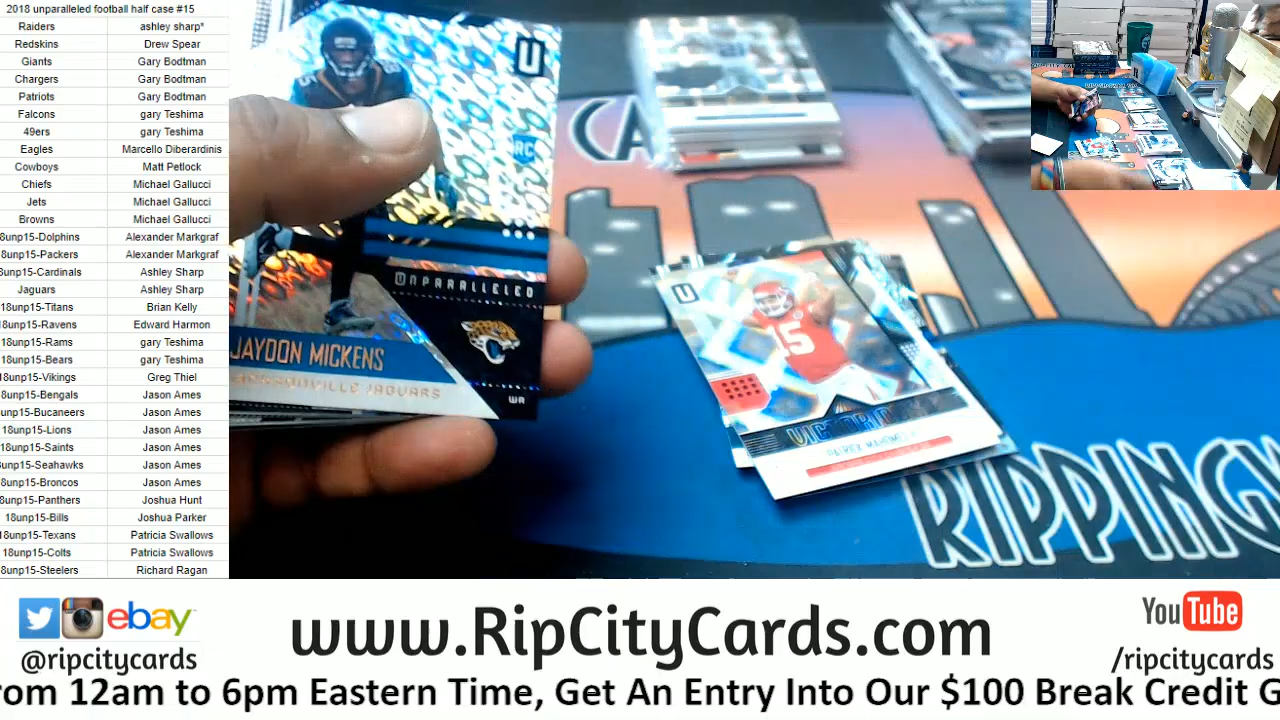 2018 unparalleled football half case #15
Raiders ashley sharp*
Redskins Drew Spear
Giants Gary Bodtman
Chargers Gary Bodtman
Patriots Gary Bodtman
Falcons gary Teshima
49ers gary Teshima
Eagles Marcello Diberardinis
Cowboys Matt Petlock
Chiefs Michael Gallucci
Jets Michael Gallucci
Browns Michael Gallucci
8unp15-Dolphins Alexander Markgraf
18unp15-Packers Alexander Markgraf
8unp15-Cardinals Ashley Sharp
Jaguars Ashley Sharp
18unp15-Titans Brian Kelly
18unp15-Ravens Edward Harmon
18unp15-Rams gary Teshima
18unp15-Bears gary Teshima
18unp15-Vikings Greg Thiel
8unp15-Bengals Jason Ames
unp15-Bucaneers Jason Ames
18unp15-Lions Jason Ames
18unp15-Saints Jason Ames
8unp15-Seahawks Jason Ames
8unp15-Broncos Jason Ames
8unp15-Panthers Joshua Hunt
18unp15-Bills Joshua Parker
18unp15-Texans Patricia Swallows
18unp15-Colts Patricia Swallows
8unp15-Steelers Richard Ragan
U
RC
UNPARALLELED
JAYDON MICKENS
JACKSONVILLE JAGUARS
WR
CA
U
15
PATRICK MAHOMES II
RIPPING
ebay
@ripcitycards
www.RipCityCards.com
YouTube
/ripcitycards
rom 12am to 6pm Eastern Time, Get An Entry Into Our $100 Break Credit G